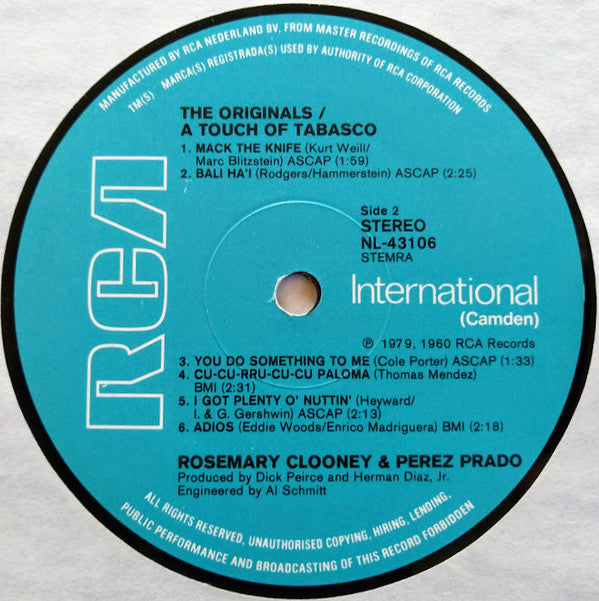 MANUFACTURED BY RCA NEDERLAND BV, FROM MASTER RECORDINGS OF RCA RECORDS
TM(S) MARCA(S) REGISTRADA(S) USED BY AUTHORITY OF RCA CORPORATION
RCA
THE ORIGINALS /
A TOUCH OF TABASCO
1. MACK THE KNIFE (Kurt Weill/
Marc Blitzstein) ASCAP (1:59)
2. BALI HA'I (Rodgers/Hammerstein) ASCAP (2:25)
Side 2
STEREO
NL-43106
STEMRA
International
(Camden)
℗ 1979, 1960 RCA Records
3. YOU DO SOMETHING TO ME (Cole Porter) ASCAP (1:33)
4. CU-CU-RRU-CU-CU PALOMA (Thomas Mendez)
BMI (2:31)
5. I GOT PLENTY O' NUTTIN' (Heyward/
I. & G. Gershwin) ASCAP (2:13)
6. ADIOS (Eddie Woods/Enrico Madriguera) BMI (2:18)
ROSEMARY CLOONEY & PEREZ PRADO
Produced by Dick Peirce and Herman Diaz, Jr.
Engineered by Al Schmitt
ALL RIGHTS RESERVED, UNAUTHORISED COPYING, HIRING, LENDING,
PUBLIC PERFORMANCE AND BROADCASTING OF THIS RECORD FORBIDDEN